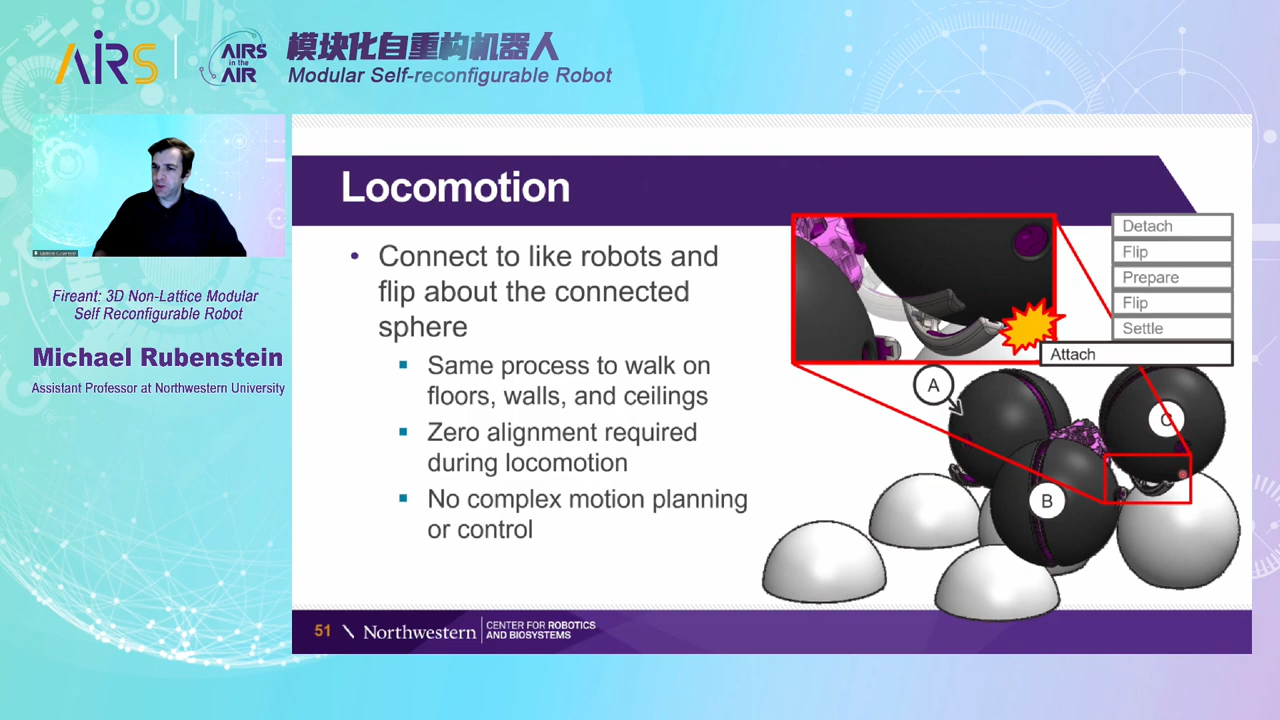 AIRS
AIRS
in the
AIR
模块化自重构机器人
Modular Self-reconfigurable Robot
Fireant: 3D Non-Lattice Modular
Self Reconfigurable Robot
Michael Rubenstein
Assistant Professor at Northwestern University
Locomotion
• Connect to like robots and
flip about the connected
sphere
▪ Same process to walk on
floors, walls, and ceilings
▪ Zero alignment required
during locomotion
▪ No complex motion planning
or control
Detach
Flip
Prepare
Flip
Settle
Attach
A
C
B
51
Northwestern
CENTER FOR ROBOTICS
AND BIOSYSTEMS